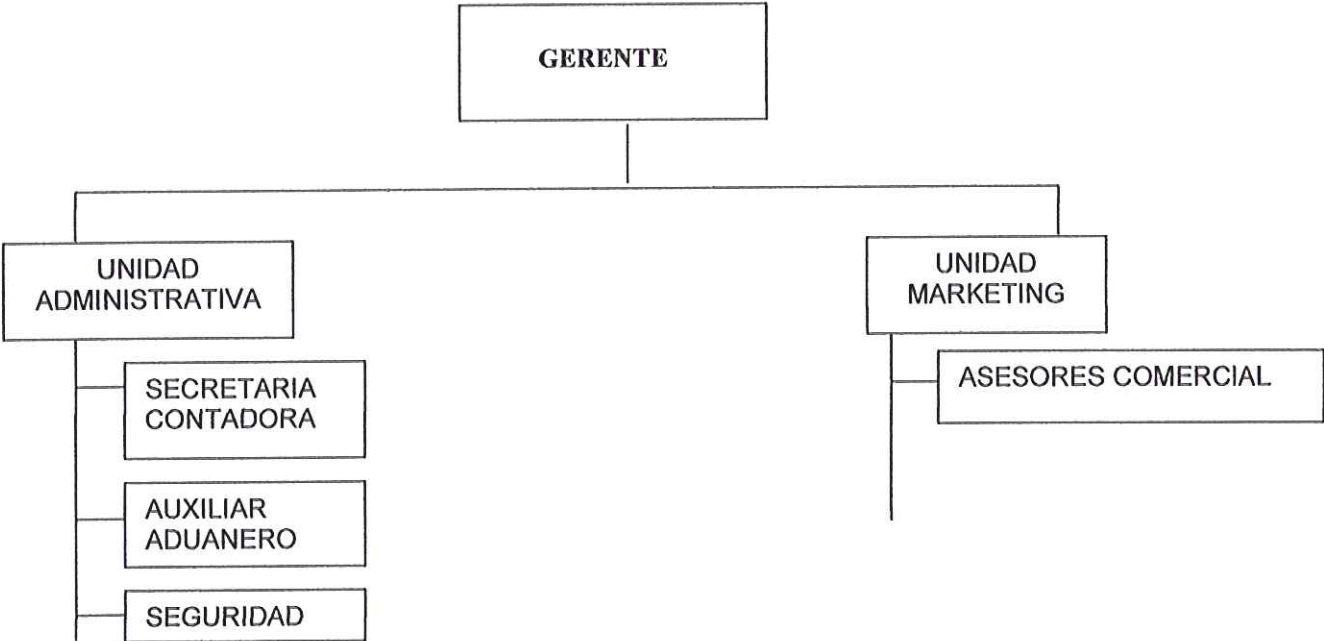 GERENTE
UNIDAD
ADMINISTRATIVA
SECRETARIA
CONTADORA
AUXILIAR
ADUANERO
SEGURIDAD
UNIDAD
MARKETING
ASESORES COMERCIAL